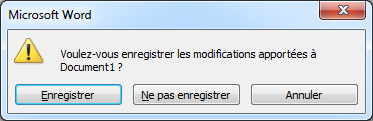 Microsoft Word
Voulez-vous enregistrer les modifications apportées à
Document1 ?
Enregistrer
Ne pas enregistrer
Annuler